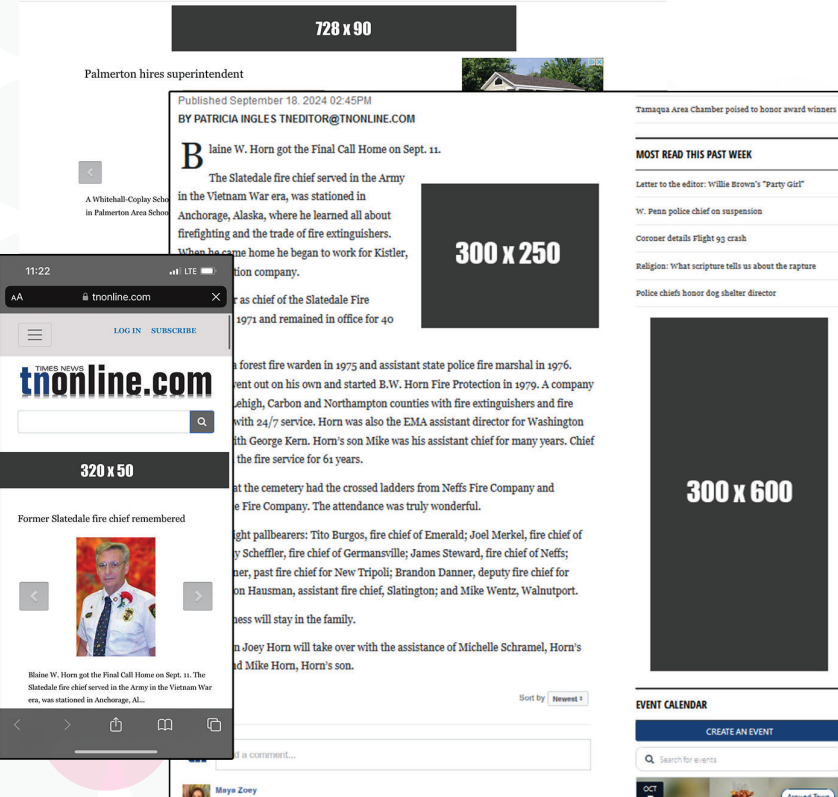 728 x 90
Palmerton hires superintendent
A Whitehall-Coplay
in Palmerton Area
Published September 18. 2024 02:45PM
BY PATRICIA INGLES TNEDITOR@TNONLINE.COM
Blaine W. Horn got the Final Call Home on Sept. 11.
The Slatedale fire chief served in the Army
in the Vietnam War era, was stationed in
Anchorage, Alaska, where he learned all about
firefighting and the trade of fire extinguishers.
When he came home he began to work for Kistler,
tion company.
r as chief of the Slatedale Fire
1971 and remained in office for 40
300 x 250
forest fire warden in 1975 and assistant state police fire marshal in 1976.
ent out on his own and started B.W. Horn Fire Protection in 1979. A company
Lehigh, Carbon and Northampton counties with fire extinguishers and fire
with 24/7 service. Horn was also the EMA assistant director for Washington
ith George Kern. Horn's son Mike was his assistant chief for many years. Chief
the fire service for 61 years.
at the cemetery had the crossed ladders from Neffs Fire Company and
e Fire Company. The attendance was truly wonderful.
ight pallbearers: Tito Burgos, fire chief of Emerald; Joel Merkel, fire chief of
y Scheffler, fire chief of Germansville; James Steward, fire chief of Neffs;
ner, past fire chief for New Tripoli; Brandon Danner, deputy fire chief for
on Hausman, assistant fire chief, Slatington; and Mike Wentz, Walnutport.
ness will stay in the family.
n Joey Horn will take over with the assistance of Michelle Schramel, Horn's
d Mike Horn, Horn's son.
Sort by Newest
d a comment...
Maya Zoey
Tamaqua Area Chamber poised to honor award winners
MOST READ THIS PAST WEEK
Letter to the editor: Willie Brown's "Party Girl"
W. Penn police chief on suspension
Coroner details Flight 93 crash
Religion: What scripture tells us about the rapture
Police chiefs honor dog shelter director
300 x 600
EVENT CALENDAR
CREATE AN EVENT
Search for events
OCT
Around Town
11:22 LTE
AA tnonline.com
LOG IN SUBSCRIBE
TIMES NEWS
tnonline.com
320 x 50
Former Slatedale fire chief remembered
Blaine W. Horn got the Final Call Home on Sept. 11. The
Slatedale fire chief served in the Army in the Vietnam War
era, was stationed in Anchorage, Al...